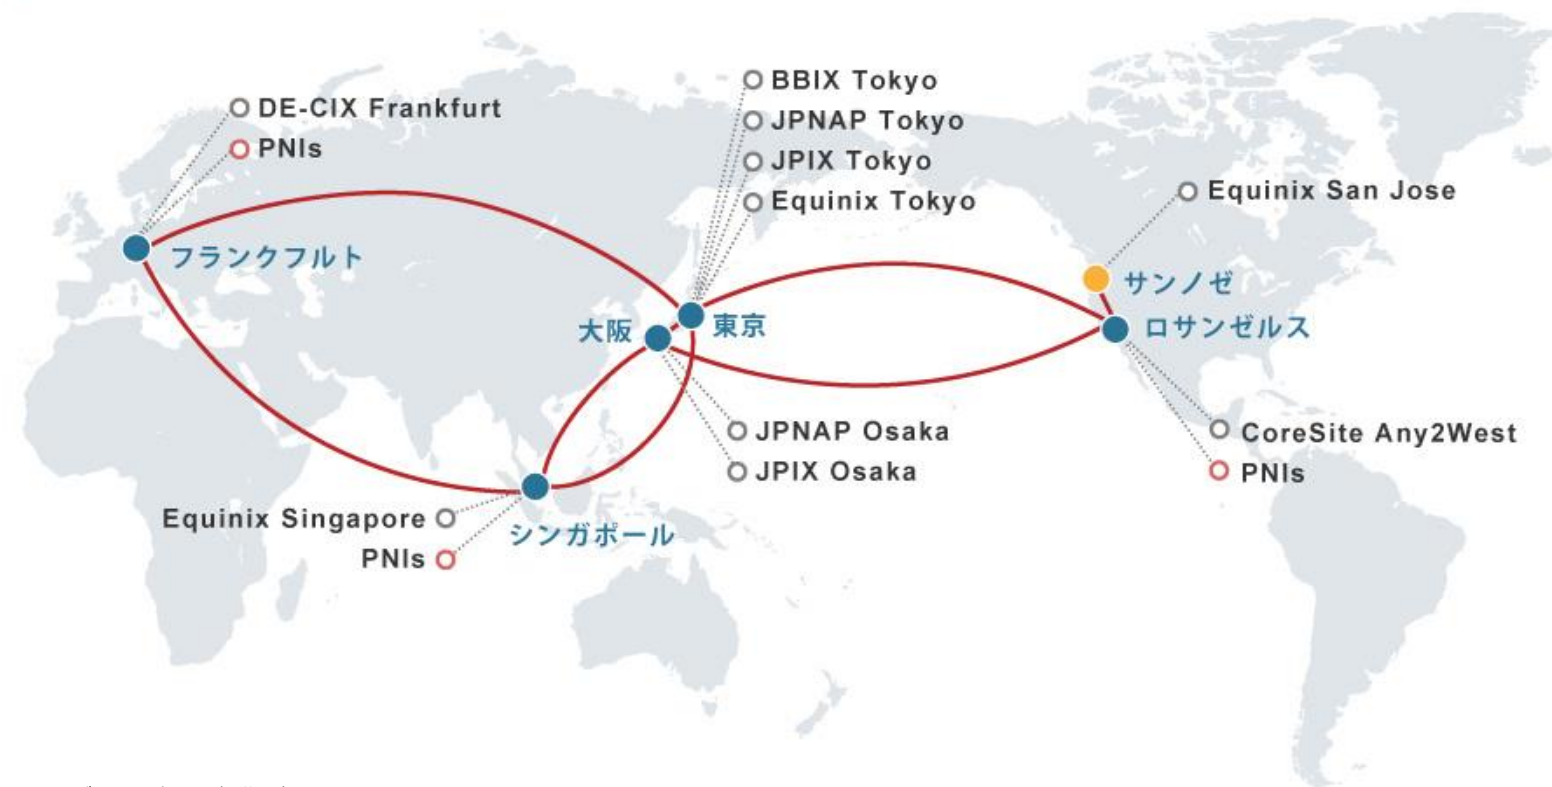 BBIX Tokyo
DE-CIX Frankfurt
JPNAP Tokyo
PNIs
JPIX Tokyo
Equinix San Jose
Equinix Tokyo
フランクフルト
サンノゼ
大阪
東京
ロサンゼルス
JPNAP Osaka
CoreSite Any2West
JPIX Osaka
PNIs
Equinix Singapore
シンガポール
PNIs